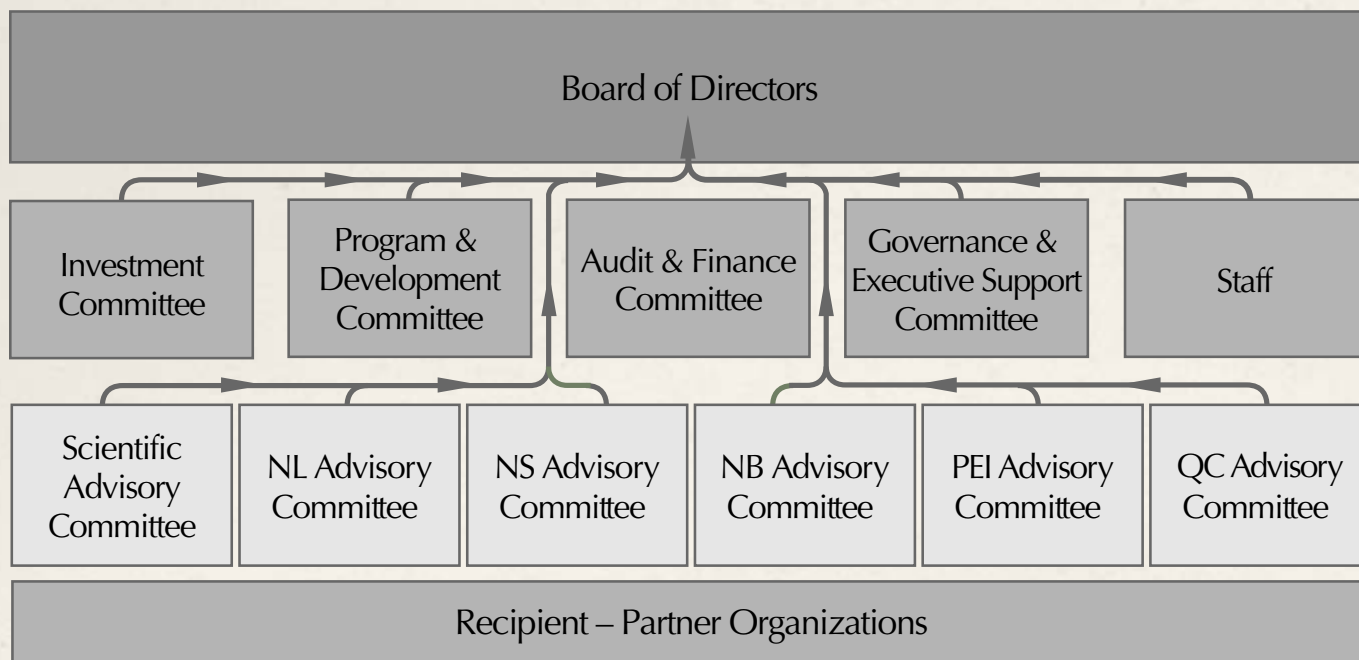 Board of Directors
Investment
Committee
Program &
Development
Committee
Audit & Finance
Committee
Governance &
Executive Support
Committee
Staff
Scientific
Advisory
Committee
NL Advisory
Committee
NS Advisory
Committee
NB Advisory
Committee
PEI Advisory
Committee
QC Advisory
Committee
Recipient – Partner Organizations